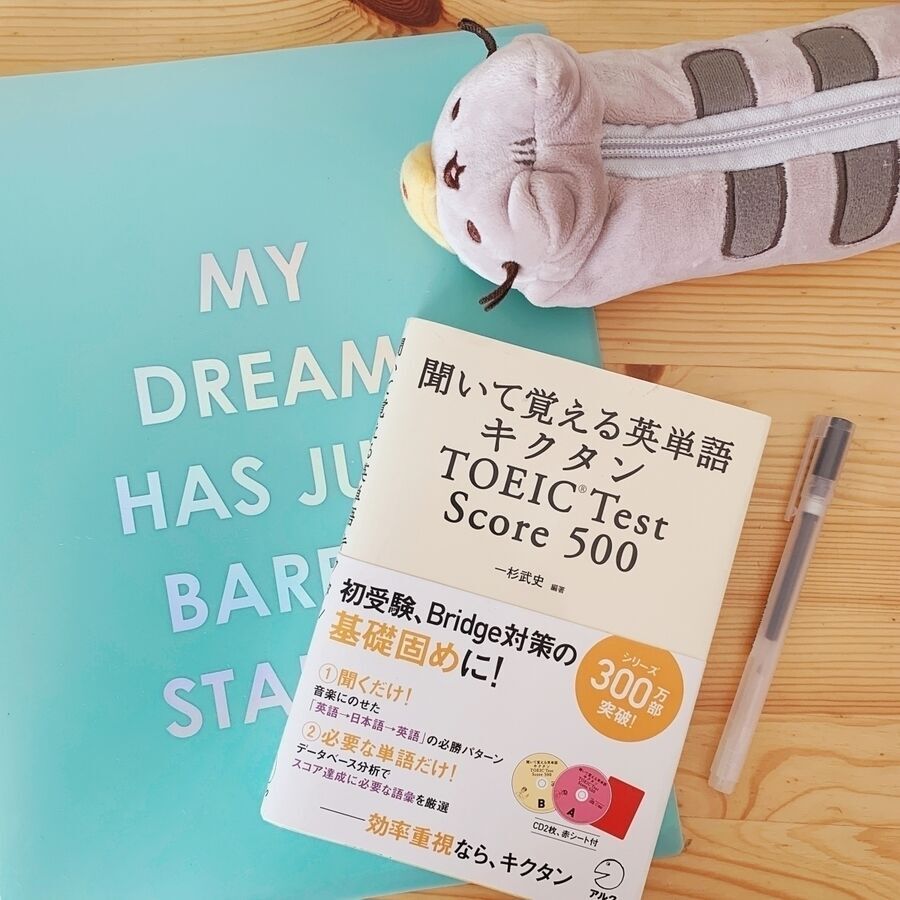 MY
DREAM
HAS JU
BARE
STA
聞いて覚える英単語
キクタン
TOEIC® Test
Score 500
一杉武史 編著
初受験、Bridge対策の
基礎固めに!
シリーズ
300万部
突破!
①聞くだけ!
音楽にのせた
「英語→日本語→英語」の必勝パターン
②必要な単語だけ!
データベース分析で
スコア達成に必要な語彙を厳選
B
A
CD2枚、赤シート付
効率重視なら、キクタン
アルク